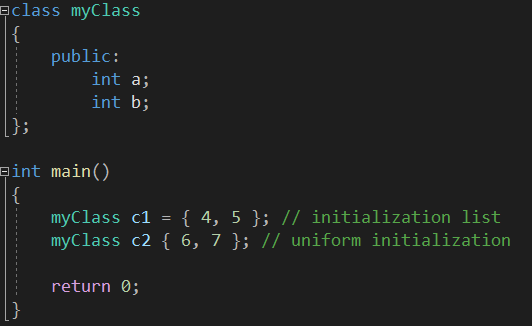 class myClass
{
    public:
        int a;
        int b;
};

int main()
{
    myClass c1 = { 4, 5 }; // initialization list
    myClass c2 { 6, 7 }; // uniform initialization

    return 0;
}